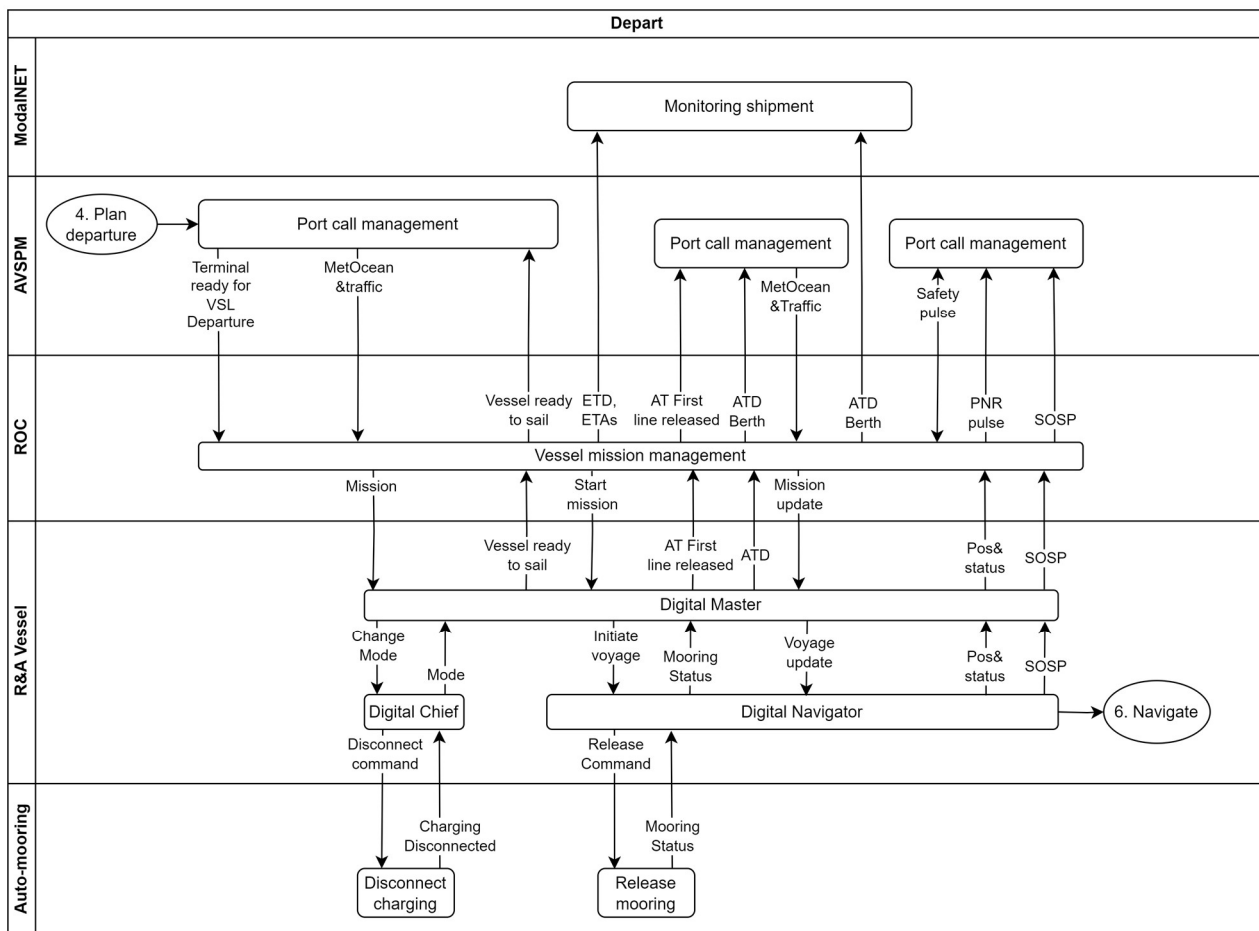 Depart
ModalNET
Monitoring shipment
AVSPM
4. Plan
departure
Port call management
Port call management
Port call management
Terminal
ready for
VSL
Departure
MetOcean
&traffic
MetOcean
&Traffic
Safety
pulse
ROC
Vessel ready
to sail
ETD,
ETAs
AT First
line released
ATD
Berth
ATD
Berth
PNR
pulse
SOSP
Vessel mission management
Mission
Start
mission
Mission
update
R&A Vessel
Vessel ready
to sail
AT First
line released
ATD
Pos&
status
SOSP
Digital Master
Change
Mode
Mode
Initiate
voyage
Mooring
Status
Voyage
update
Pos&
status
SOSP
Digital Chief
Digital Navigator
6. Navigate
Disconnect
command
Release
Command
Auto-mooring
Charging
Disconnected
Mooring
Status
Disconnect
charging
Release
mooring